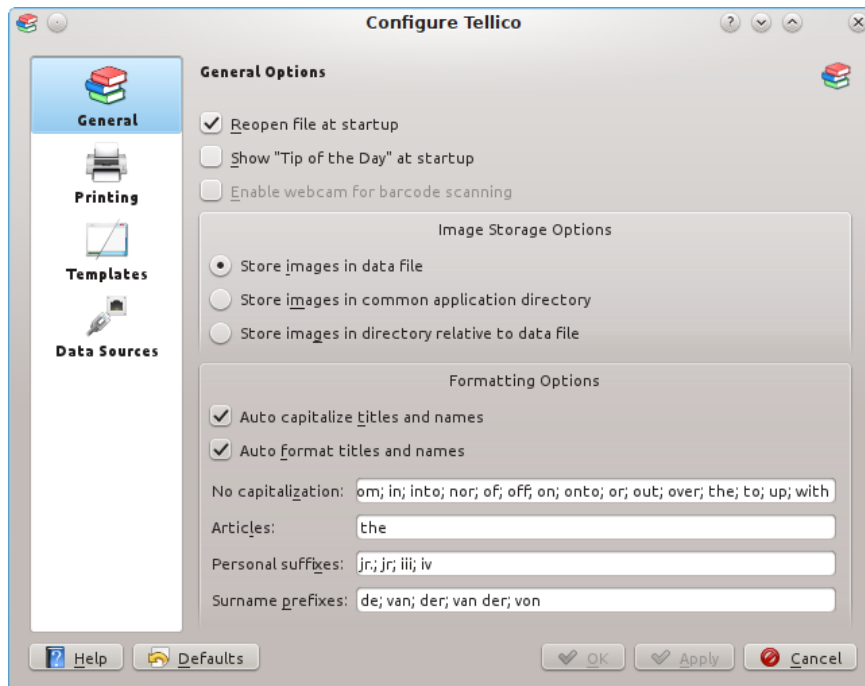 Configure Tellico
General
Printing
Templates
Data Sources
General Options
Reopen file at startup
Show "Tip of the Day" at startup
Enable webcam for barcode scanning
Image Storage Options
Store images in data file
Store images in common application directory
Store images in directory relative to data file
Formatting Options
Auto capitalize titles and names
Auto format titles and names
No capitalization: om; in; into; nor; of; off; on; onto; or; out; over; the; to; up; with
Articles: the
Personal suffixes: jr.; jr; iii; iv
Surname prefixes: de; van; der; van der; von
Help Defaults OK Apply Cancel